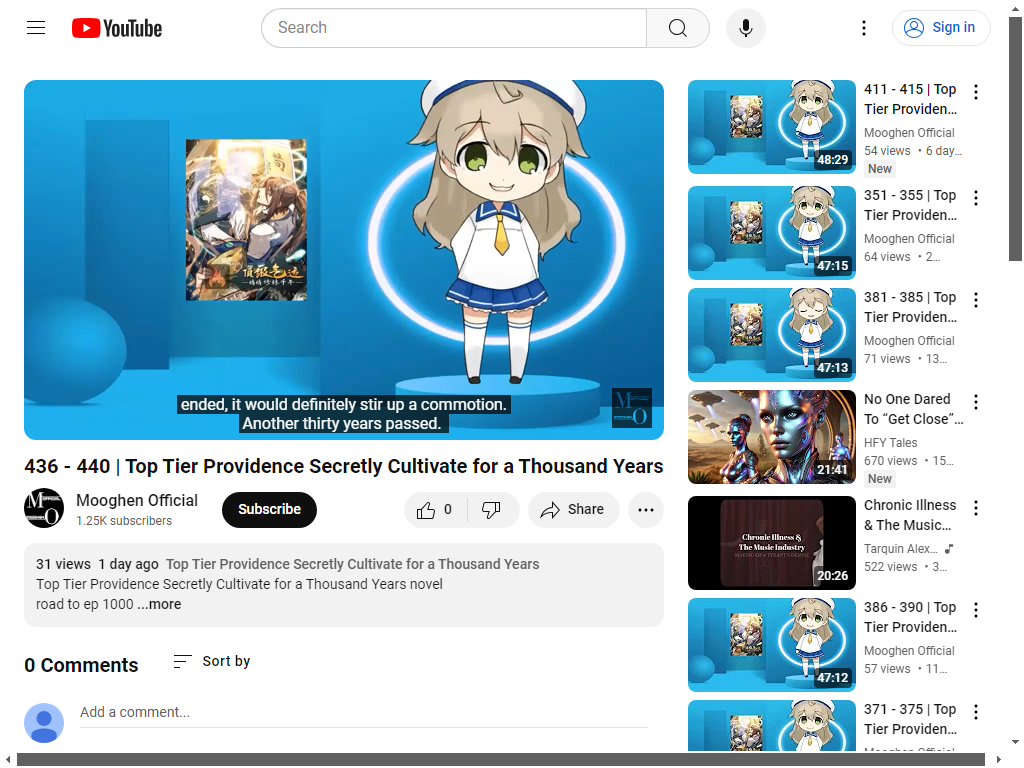 YouTube
Search
Sign in
ended, it would definitely stir up a commotion.
Another thirty years passed.
436 - 440 | Top Tier Providence Secretly Cultivate for a Thousand Years
Mooghen Official
1.25K subscribers
Subscribe
0
Share
31 views 1 day ago Top Tier Providence Secretly Cultivate for a Thousand Years
Top Tier Providence Secretly Cultivate for a Thousand Years novel
road to ep 1000 ...more
0 Comments
Sort by
Add a comment...
411 - 415 | Top
Tier Providen...
Mooghen Official
54 views • 6 day...
New
48:29
351 - 355 | Top
Tier Providen...
Mooghen Official
64 views • 2...
47:15
381 - 385 | Top
Tier Providen...
Mooghen Official
71 views • 13...
47:13
No One Dared
To “Get Close”...
HFY Tales
670 views • 15...
New
21:41
Chronic Illness
& The Music...
Tarquin Alex...
522 views • 3...
Chronic Illness &
The Music Industry
20:26
386 - 390 | Top
Tier Providen...
Mooghen Official
57 views • 11...
47:12
371 - 375 | Top
Tier Providen...
Mooghen Official